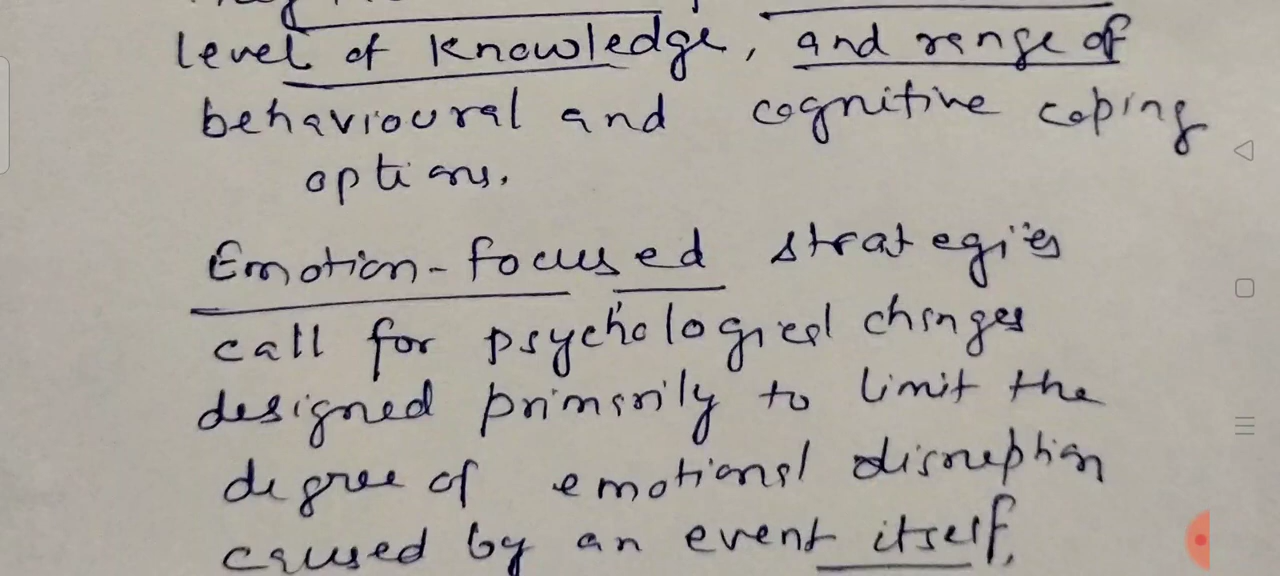 level of knowledge, and range of
behavioural and cognitive coping
options.
Emotion-focused strategies
call for psychological changes
designed primarily to limit the
degree of emotional disruption
caused by an event itself.